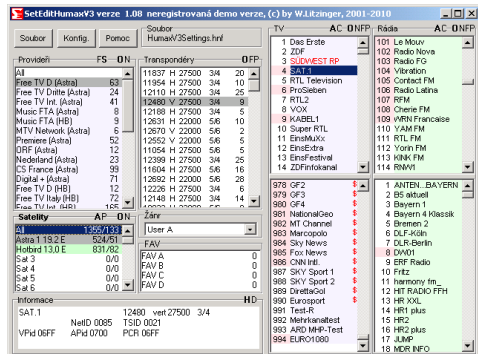 SetEditHumaxV3 verze 1.08 nergistrovaná demo verze, (c) by W.Litzinger, 2001-2010
Soubor
Konfig.
Pomoc
Soubor
HumaxV3Settings.hnf
Provideři FS ON
All
Free TV D (Astra) 63
Free TV Dritte (Astra) 24
Free TV Int. (Astra) 41
Music FTA (Astra) 8
Music FTA (HB) 9
MTV Network (Astra) 6
Premiere (Astra) 52
ORF (Astra) 12
Nederland (Astra) 23
CS France (Astra) 99
Digital + (Astra) 71
Free TV D (HB) 12
Free TV Italy (HB) 72
Free TV Int. (HB) 165
Transpondéry OFP
11837 H 27500 3/4 20
11954 H 27500 3/4 10
12110 H 27500 3/4 25
12480 V 27500 3/4 9
12188 H 27500 3/4 5
12631 H 22000 5/6 10
12670 V 22000 5/6 2
12552 V 22000 5/6 5
11054 H 27500 5/6 5
12399 H 27500 3/4 25
11604 H 27500 5/6 16
12692 H 22000 5/6 28
12226 H 27500 3/4 6
12148 H 27500 3/4 14
Satelity AP ON
All 1355/133
Astra 1 19.2 E 524/51
Hotbird 13,0 E 831/82
Sat 3 0/0
Sat 4 0/0
Sat 5 0/0
Sat 6 0/0
Žánr
User A
FAV
FAV A 0
FAV B 0
FAV C 0
FAV D 0
Informace HD
SAT.1 12480 vert 27500 3/4
NetID 0085 TSID 0021
VPid 06FF APid 0700 PCR 06FF
TV AC ONFP
1 Das Erste
2 ZDF
3 SÜDWEST RP
4 SAT.1
5 RTL Television
6 ProSieben
7 RTL2
8 VOX
9 KABEL1
10 Super RTL
11 EinsMuXx
12 EinsExtra
13 EinsFestival
14 ZDFinfokanal
Rádia AC ONFP
101 Le Mouv
102 Radio Nova
103 Radio FG
104 Vibration
105 Contact FM
106 Radio Latina
107 RFM
108 Cherie FM
109 WRN Francaise
110 YAM FM
111 RTL FM
112 Yorin FM
113 KINK FM
114 RNW1
978 GF2 $
979 GF3 $
980 GF4 $
981 NationalGeo $
982 MT Channel $
983 Marcopolo $
984 Sky News $
985 Fox News $
986 CNN Intl. $
987 SKY Sport 1 $
988 SKY Sport 2 $
989 DirettaGol $
990 Eurosport $
991 Test-R
992 Mehrkanaltest
993 ARD MHP-Test
994 EURO1080
1 ANTEN...BAYERN
2 B5 aktuell
3 Bayern 1
4 Bayern 4 Klassik
5 Bremen 2
6 DLF-Köln
7 DLR-Berlin
8 DW01
9 ERF Radio
10 Fritz
11 harmony fm_
12 HIT RADIO FFH
13 HR XXL
14 HR1 plus
15 HR2
16 HR2 plus
17 JUMP
18 MDR INFO